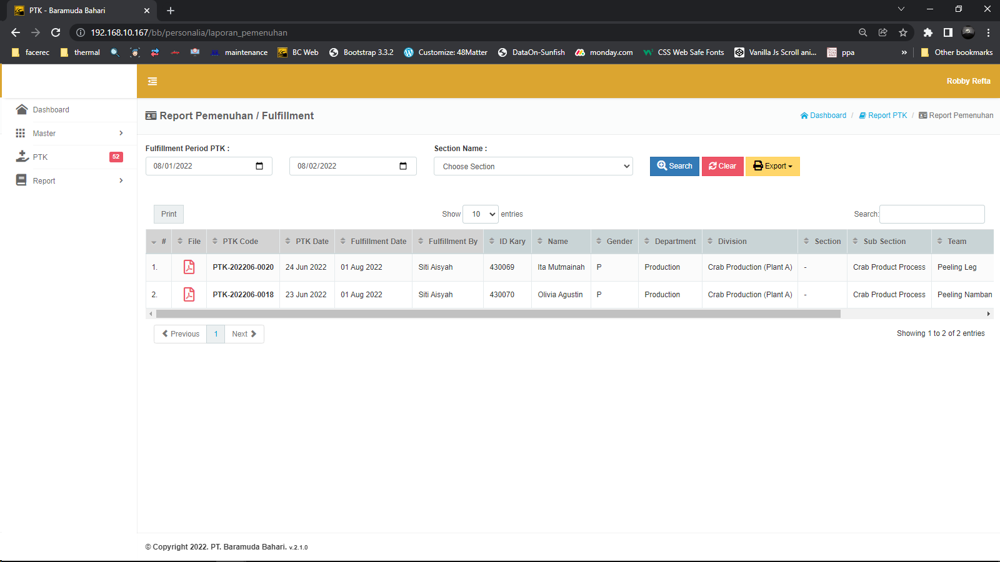 PTK - Baramuda Bahari
192.168.10.167/bb/personalia/laporan_pemenuhan
facerec thermal maintenance BC Web Bootstrap 3.3.2 Customize: 48Matter DataOn-Sunfish monday.com CSS Web Safe Fonts Vanilla Js Scroll ani... ppa » Other bookmarks
Robby Refta
Dashboard
Master
PTK 52
Report
Report Pemenuhan / Fulfillment
Dashboard / Report PTK / Report Pemenuhan
Fulfillment Period PTK : Section Name :
08/01/2022 08/02/2022 Choose Section Search Clear Export
Print Show 10 entries Search:
# File PTK Code PTK Date Fulfillment Date Fulfillment By ID Kary Name Gender Department Division Section Sub Section Team
1. PTK-202206-0020 24 Jun 2022 01 Aug 2022 Siti Aisyah 430069 Ita Mutmainah P Production Crab Production (Plant A) - Crab Product Process Peeling Leg
2. PTK-202206-0018 23 Jun 2022 01 Aug 2022 Siti Aisyah 430070 Olivia Agustin P Production Crab Production (Plant A) - Crab Product Process Peeling Namban
Previous 1 Next Showing 1 to 2 of 2 entries
© Copyright 2022. PT. Baramuda Bahari. v.2.1.0